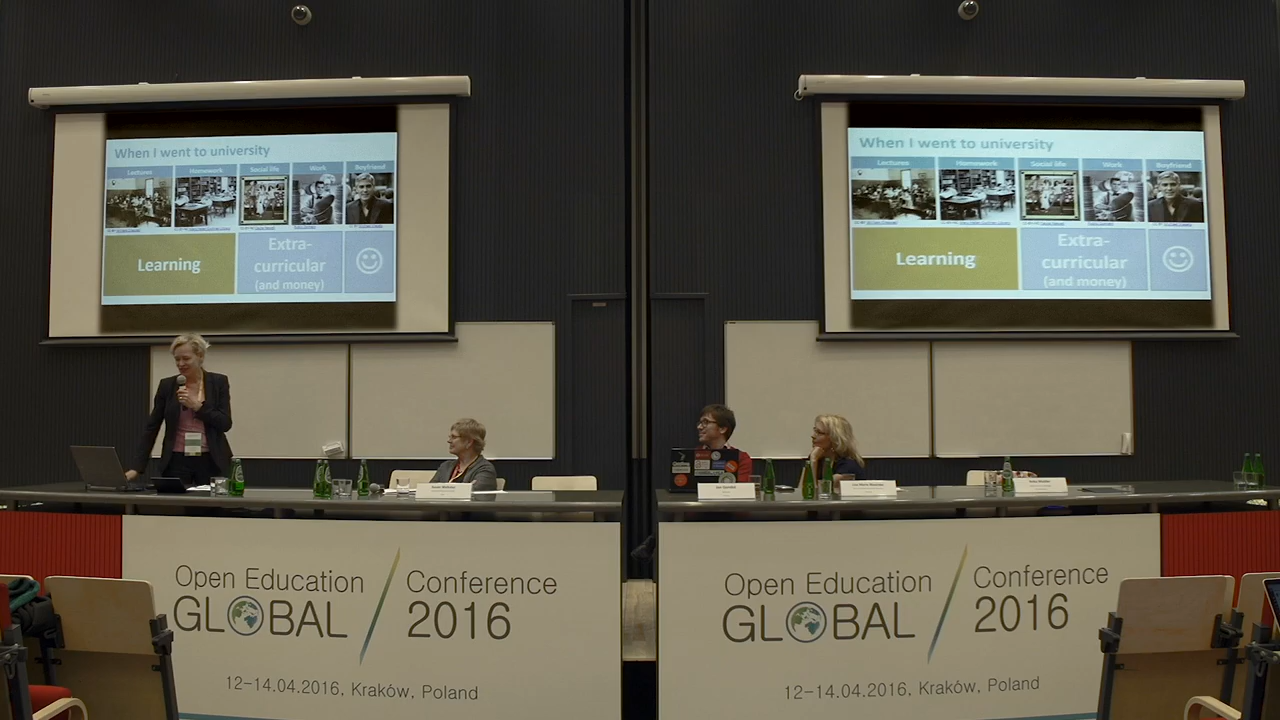 When I went to university
Lectures Homework Social life Work Boyfriend
Learning
Extra-
curricular
(and money)
When I went to university
Lectures Homework Social life Work Boyfriend
Learning
Extra-
curricular
(and money)
Open Education
GLOBAL
Conference
2016
12-14.04.2016, Kraków, Poland
Open Education
GLOBAL
Conference
2016
12-14.04.2016, Kraków, Poland